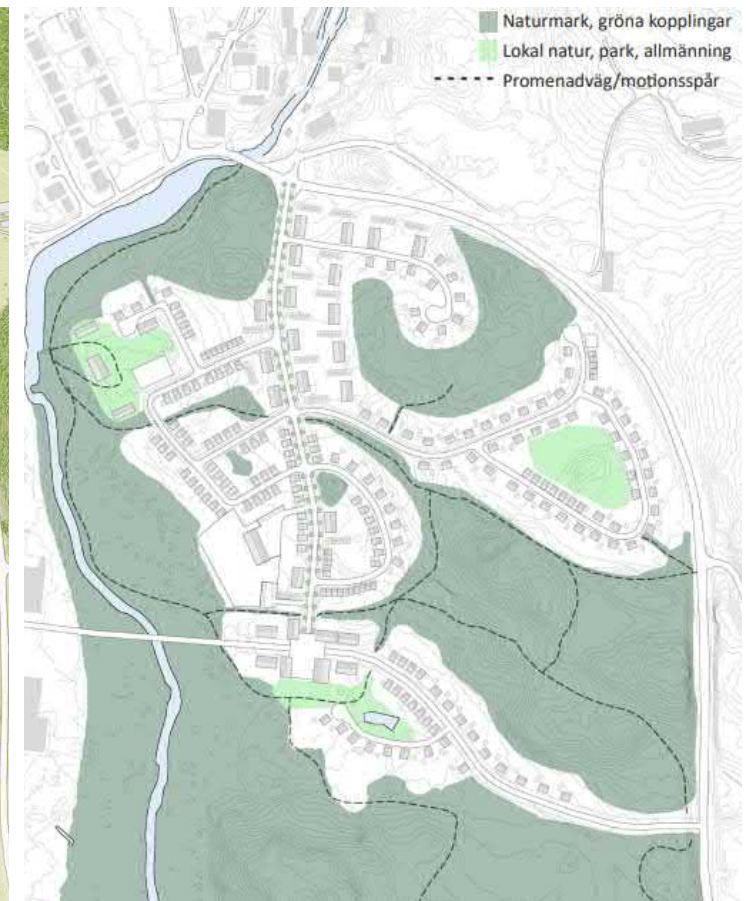 Naturmark, gröna kopplingar
Lokal natur, park, allmänning
Promenadväg/motionsspår